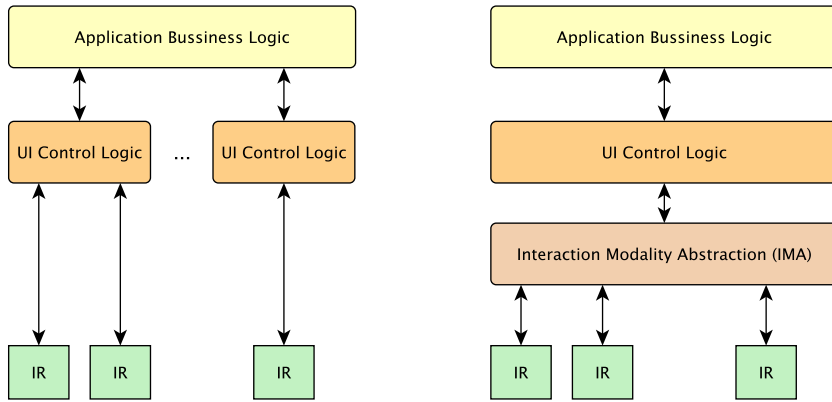 Application Bussiness Logic
UI Control Logic
...
UI Control Logic
IR
IR
IR
Application Bussiness Logic
UI Control Logic
Interaction Modality Abstraction (IMA)
IR
IR
IR